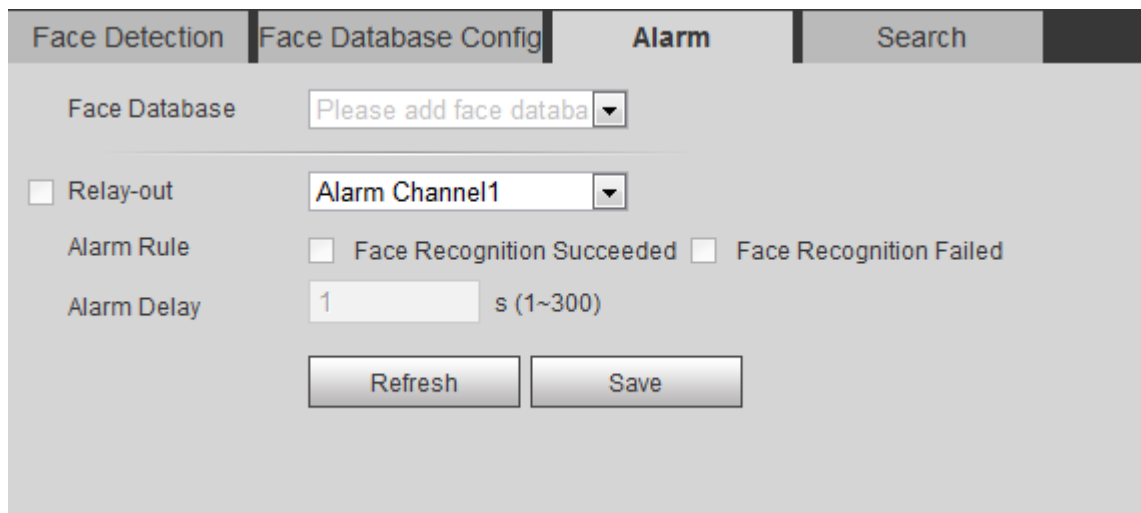 Face Detection Face Database Config Alarm Search
Face Database Please add face databa
Relay-out Alarm Channel1
Alarm Rule Face Recognition Succeeded Face Recognition Failed
Alarm Delay 1 s (1~300)
Refresh Save